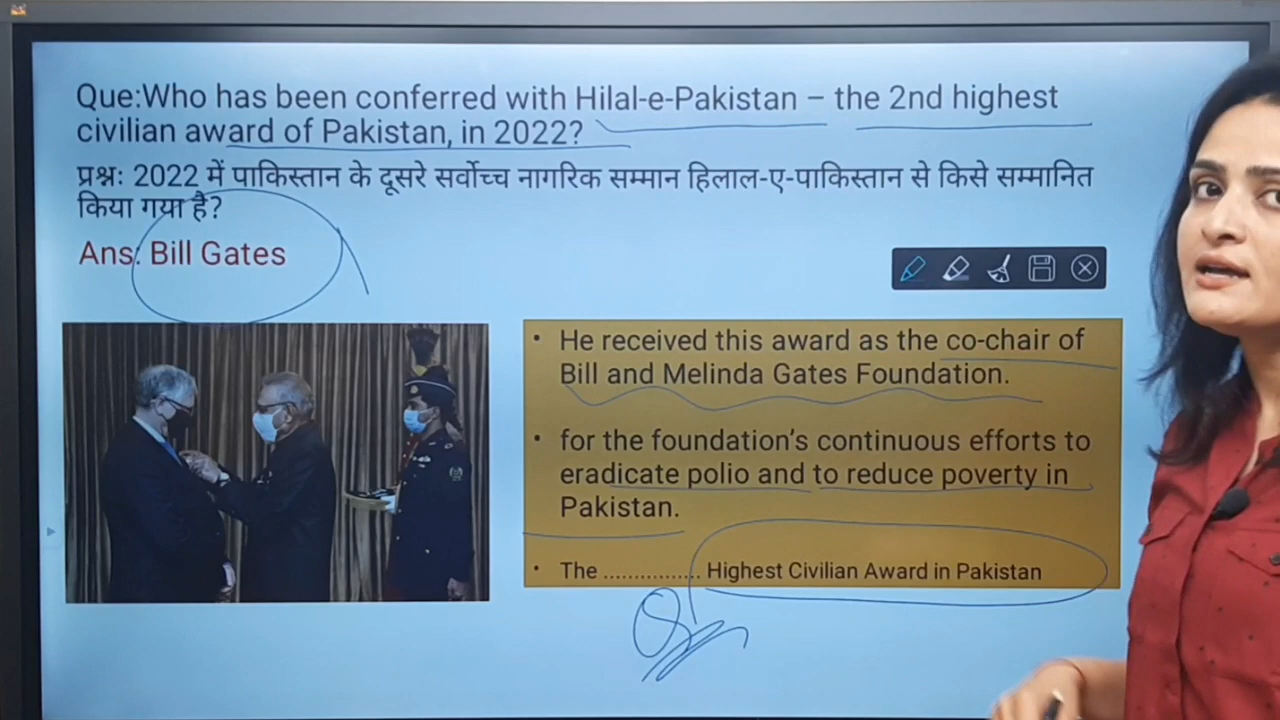 Que:Who has been conferred with Hilal-e-Pakistan – the 2nd highest
civilian award of Pakistan, in 2022?
प्रश्नः 2022 में पाकिस्तान के दूसरे सर्वोच्च नागरिक सम्मान हिलाल-ए-पाकिस्तान से किसे सम्मानित
किया गया है?
Ans: Bill Gates
• He received this award as the co-chair of
Bill and Melinda Gates Foundation.
• for the foundation's continuous efforts to
eradicate polio and to reduce poverty in
Pakistan.
• The ................ Highest Civilian Award in Pakistan